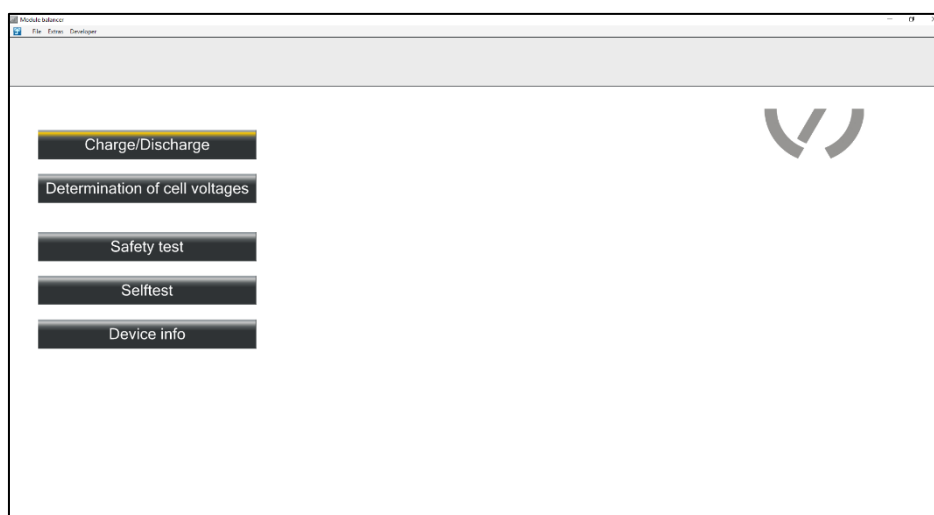 Module balancer
File Extras Developer
Charge/Discharge
Determination of cell voltages
Safety test
Selftest
Device info